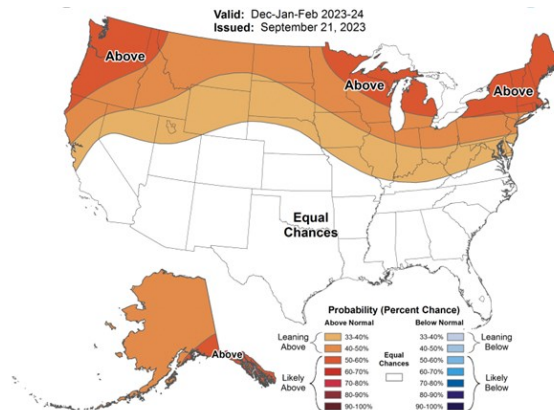 Valid: Dec-Jan-Feb 2023-24
Issued: September 21, 2023
Above
Above
Above
Equal
Chances
Above
Probability (Percent Chance)
Above Normal
Below Normal
Leaning
Above
33-40%
40-50%
Likely
Above
50-60%
60-70%
70-80%
80-90%
90-100%
Equal
Chances
33-40%
40-50%
Leaning
Below
50-60%
60-70%
70-80%
80-90%
90-100%
Likely
Below